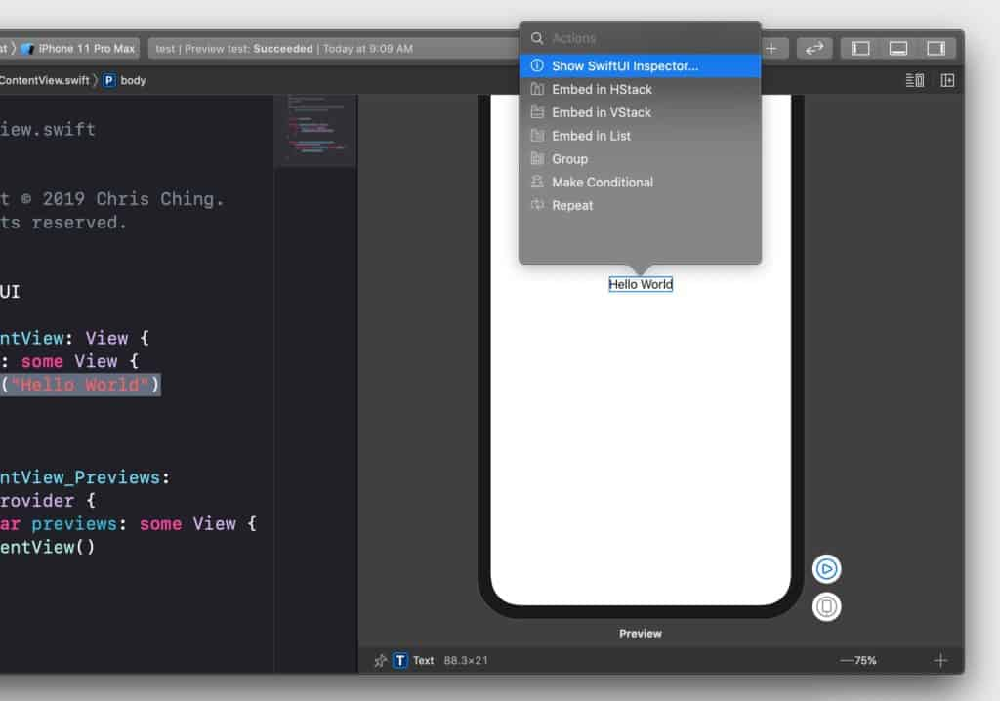 st
iPhone 11 Pro Max
test | Preview test: Succeeded | Today at 9:09 AM
ContentView.swift
P body
iew.swift
t © 2019 Chris Ching.
ts reserved.
UI
ntView: View {
: some View {
("Hello World")
ntView_Previews:
rovider {
ar previews: some View {
entView()
Actions
Show SwiftUI Inspector...
Embed in HStack
Embed in VStack
Embed in List
Group
Make Conditional
Repeat
Hello World
Preview
T Text 88.3×21
75%